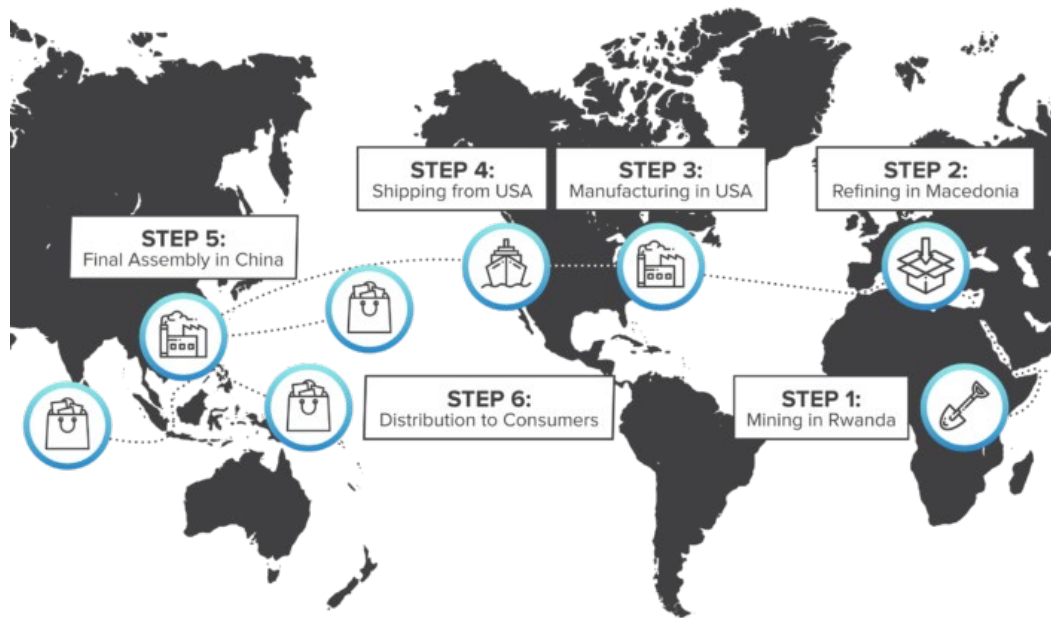 STEP 4:
Shipping from USA
STEP 3:
Manufacturing in USA
STEP 2:
Refining in Macedonia
STEP 5:
Final Assembly in China
STEP 6:
Distribution to Consumers
STEP 1:
Mining in Rwanda